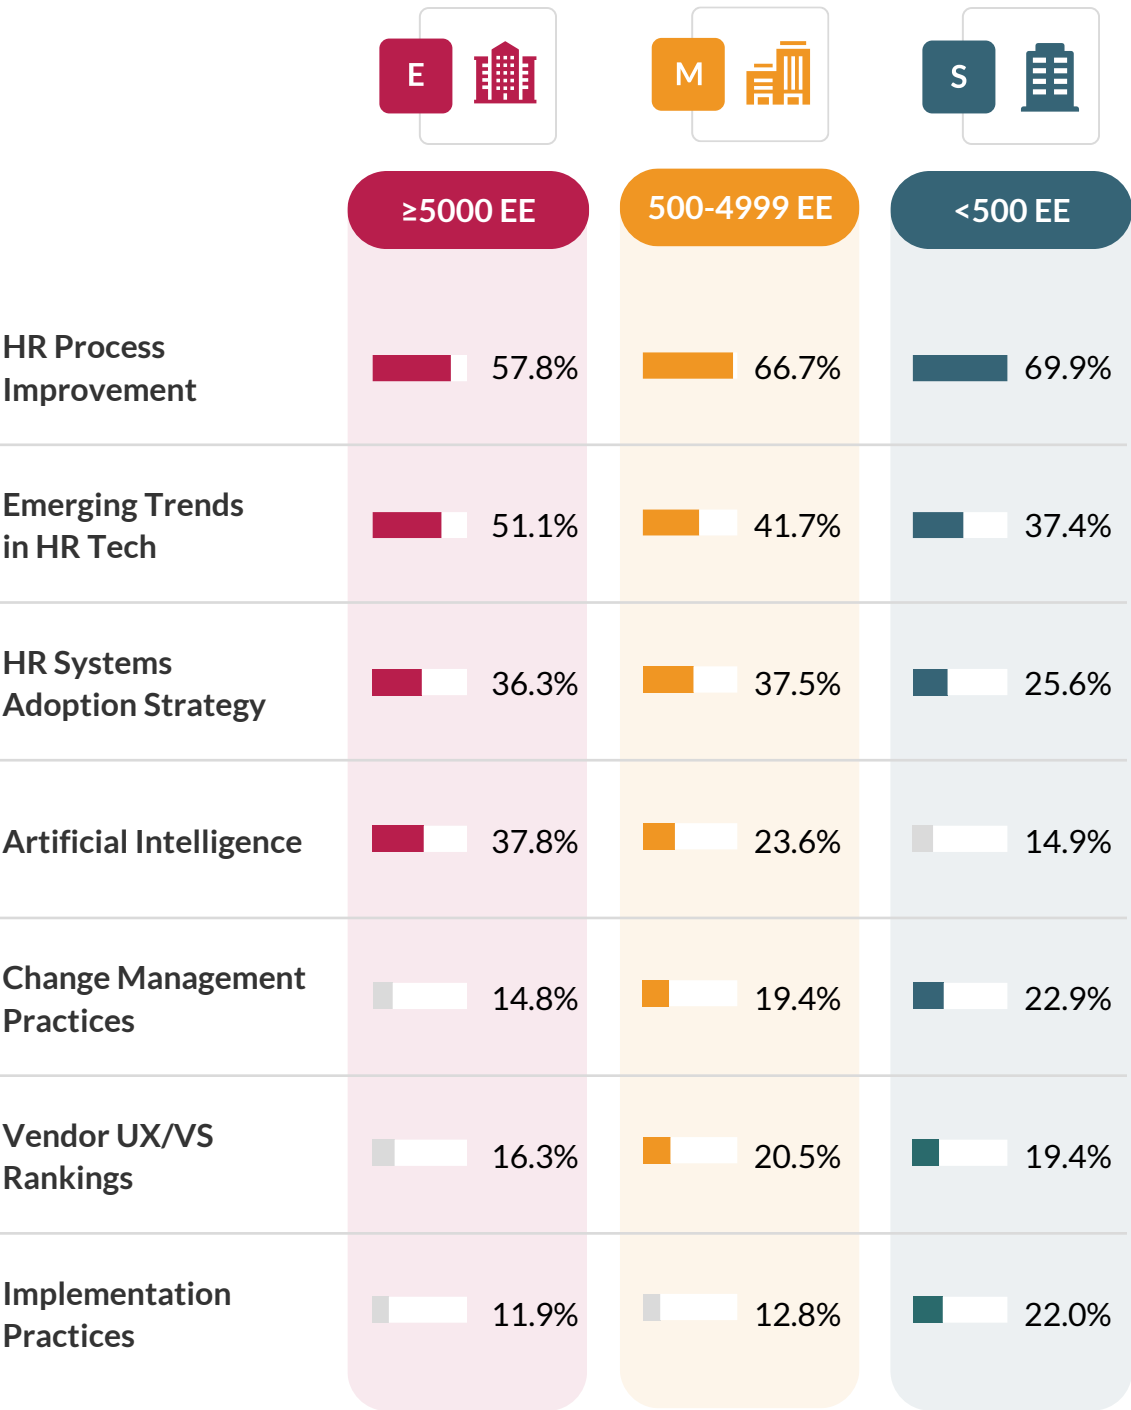 E
M
S
≥5000 EE
500-4999 EE
<500 EE
HR Process
Improvement
57.8%
66.7%
69.9%
Emerging Trends
in HR Tech
51.1%
41.7%
37.4%
HR Systems
Adoption Strategy
36.3%
37.5%
25.6%
Artificial Intelligence
37.8%
23.6%
14.9%
Change Management
Practices
14.8%
19.4%
22.9%
Vendor UX/VS
Rankings
16.3%
20.5%
19.4%
Implementation
Practices
11.9%
12.8%
22.0%